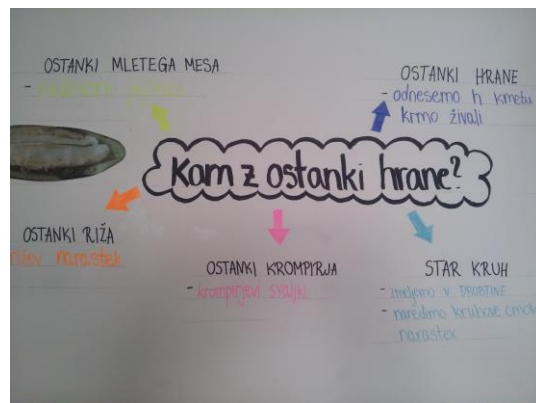 OSTANKI MLETEGA MESA
-
OSTANKI HRANE
- odnesemo h kmetu
krmo živali
Kam z ostanki hrane?
OSTANKI RIŽA
narastek
OSTANKI KROMPIRJA
- krompirjevi svaljki
STAR KRUH
- zmeljemo v DROBTINE
- naredimo kruhove
narastek